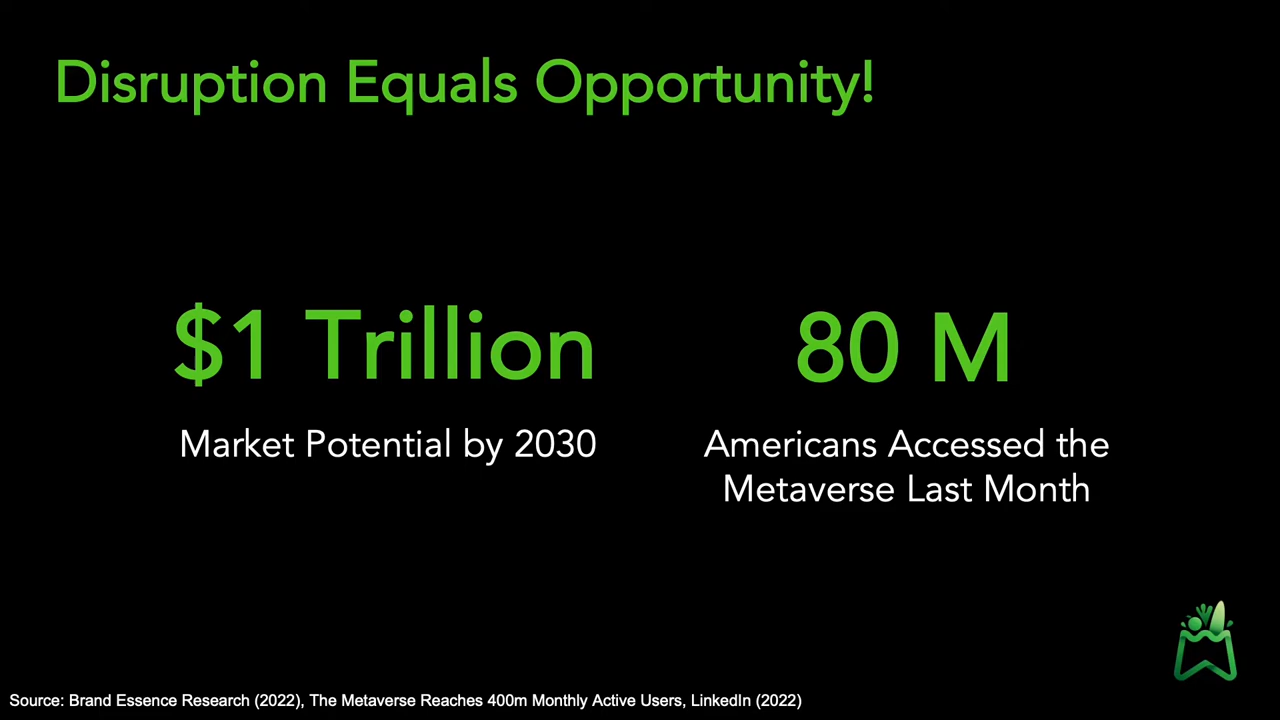 Disruption Equals Opportunity!
$1 Trillion
Market Potential by 2030
80 M
Americans Accessed the
Metaverse Last Month
Source: Brand Essence Research (2022), The Metaverse Reaches 400m Monthly Active Users, LinkedIn (2022)